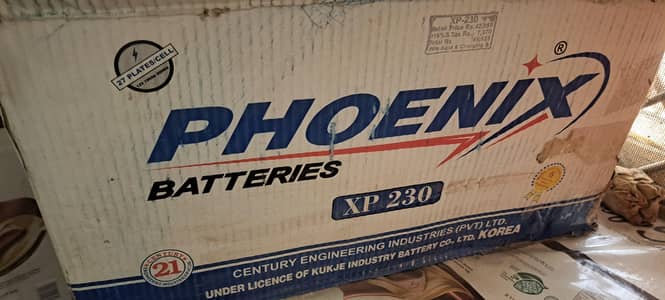 27 PLATES/CELL
XP-230
PHOENIX
®
BATTERIES
XP 230
CENTURY
21
CENTURY ENGINEERING INDUSTRIES (PVT) LTD.
UNDER LICENCE OF KUKJE INDUSTRY BATTERY CO., LTD. KOREA